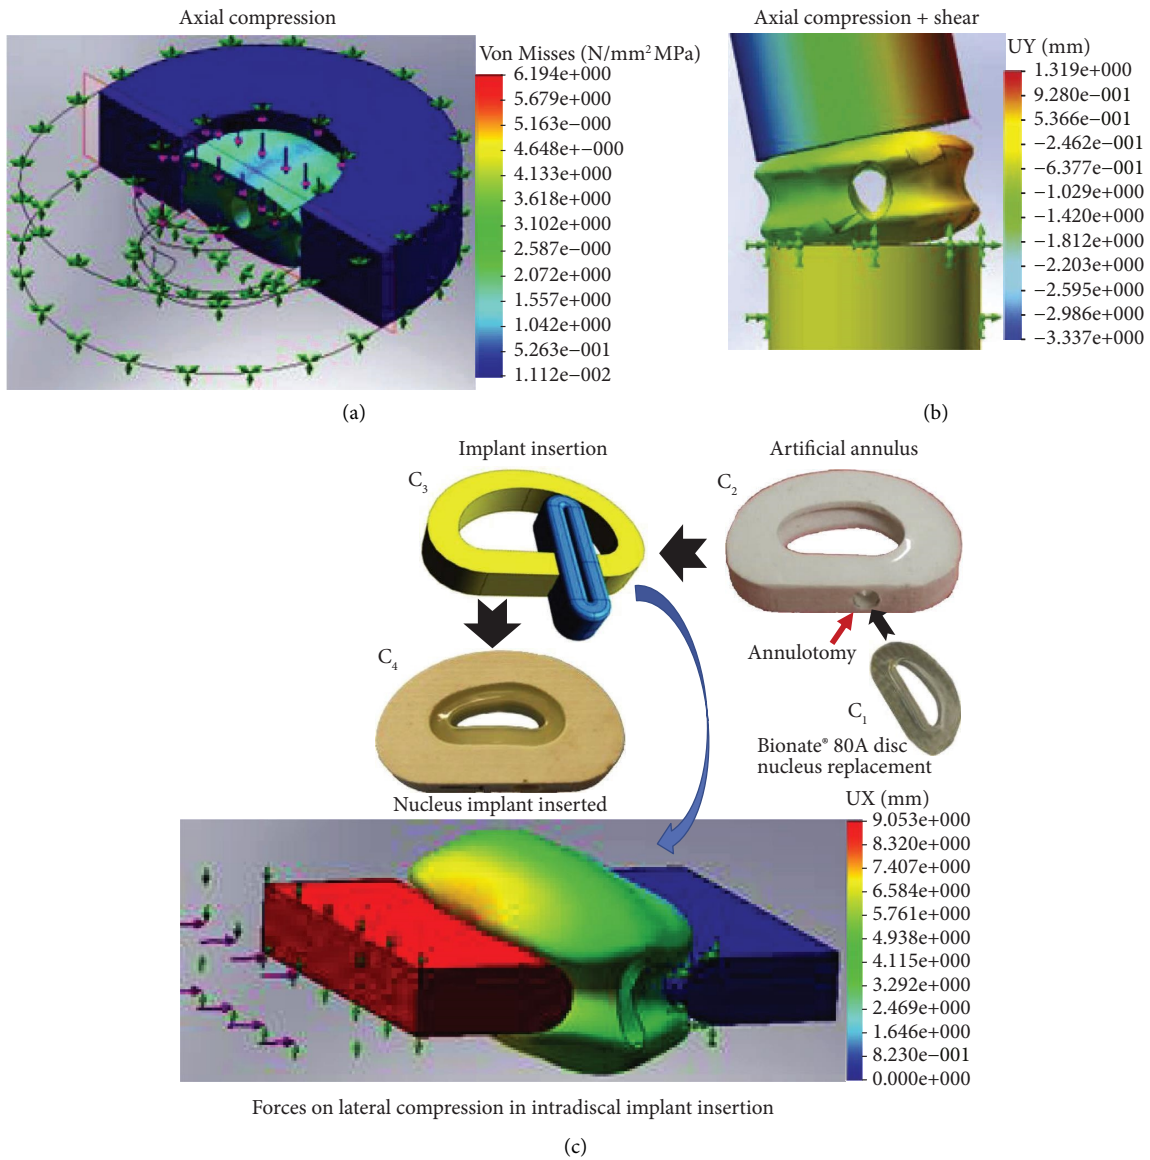 Axial compression
Von Misses (N/mm² MPa)
6.194e+000
5.679e+000
5.163e−000
4.648e+−000
4.133e+000
3.618e+000
3.102e+000
2.587e−000
2.072e+000
1.557e+000
1.042e+000
5.263e−001
1.112e−002
(a)
Axial compression + shear
UY (mm)
1.319e+000
9.280e−001
5.366e−001
−2.462e−001
−6.377e−001
−1.029e+000
−1.420e+000
−1.812e+000
−2.203e+000
−2.595e+000
−2.986e+000
−3.337e+000
(b)
Implant insertion
Artificial annulus
C3
C2
Annulotomy
C4
C1
Bionate® 80A disc
nucleus replacement
Nucleus implant inserted
UX (mm)
9.053e+000
8.320e+000
7.407e+000
6.584e+000
5.761e+000
4.938e+000
4.115e+000
3.292e+000
2.469e+000
1.646e+000
8.230e−001
0.000e+000
Forces on lateral compression in intradiscal implant insertion
(c)